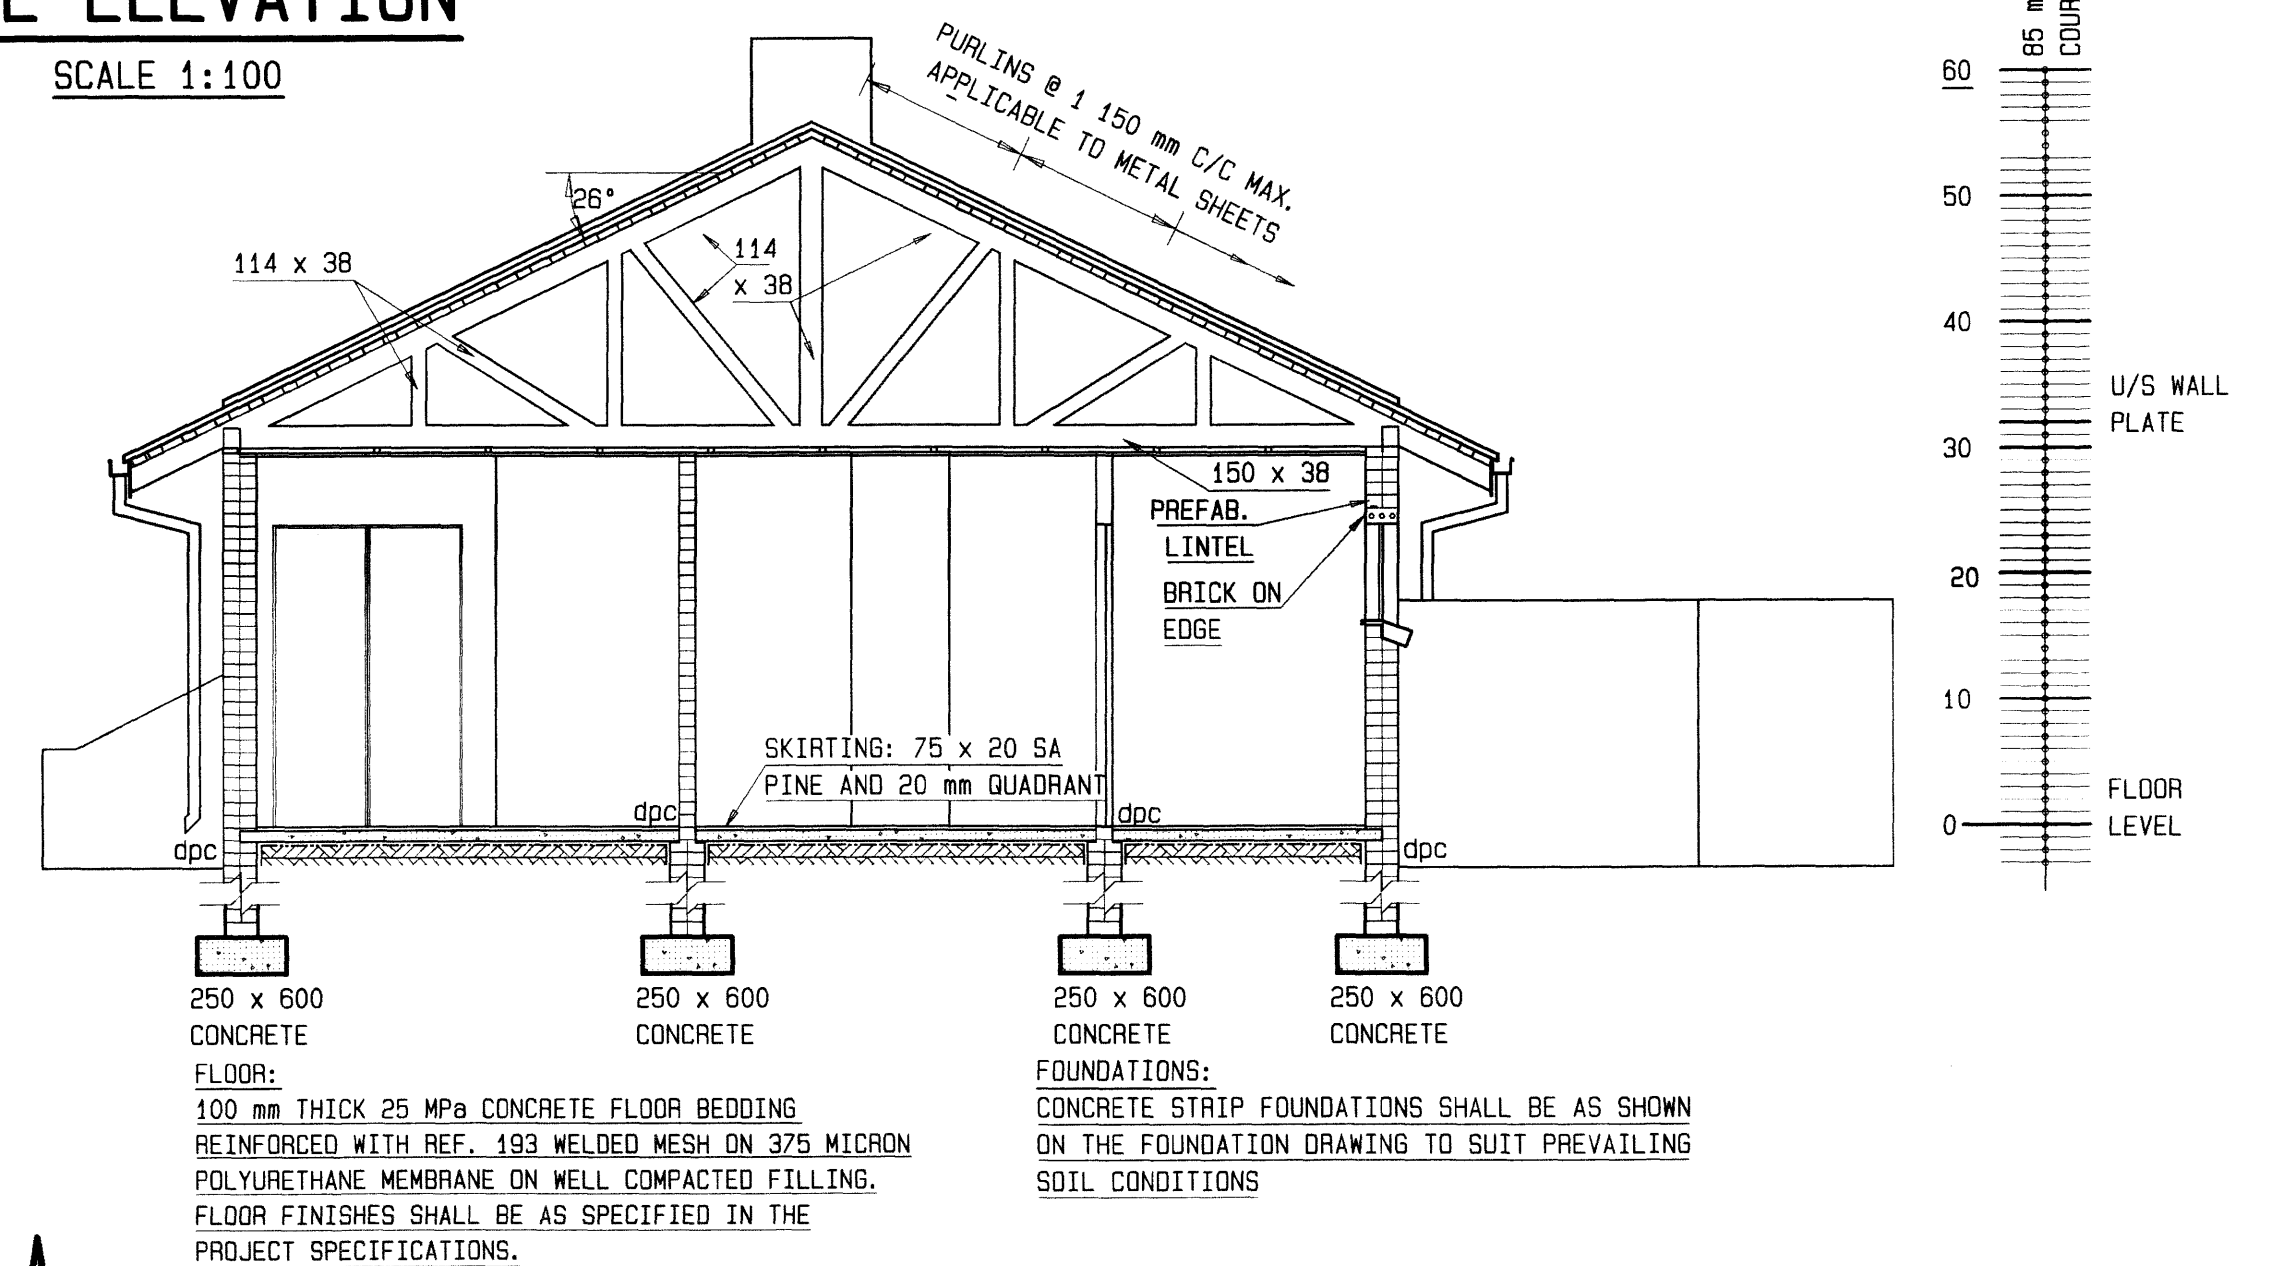 ELEVATION
SCALE 1:100
PURLINS @ 1 150 mm C/C MAX.
APPLICABLE TO METAL SHEETS
26°
114 x 38
114
x 38
150 x 38
PREFAB.
LINTEL
BRICK ON
EDGE
SKIRTING: 75 x 20 SA
PINE AND 20 mm QUADRANT
dpc
dpc
dpc
dpc
250 x 600
CONCRETE
250 x 600
CONCRETE
250 x 600
CONCRETE
250 x 600
CONCRETE
FLOOR:
100 mm THICK 25 MPa CONCRETE FLOOR BEDDING
REINFORCED WITH REF. 193 WELDED MESH ON 375 MICRON
POLYURETHANE MEMBRANE ON WELL COMPACTED FILLING.
FLOOR FINISHES SHALL BE AS SPECIFIED IN THE
PROJECT SPECIFICATIONS.
FOUNDATIONS:
CONCRETE STRIP FOUNDATIONS SHALL BE AS SHOWN
ON THE FOUNDATION DRAWING TO SUIT PREVAILING
SOIL CONDITIONS
85 m
COUR
60
50
40
30
20
10
0
U/S WALL
PLATE
FLOOR
LEVEL